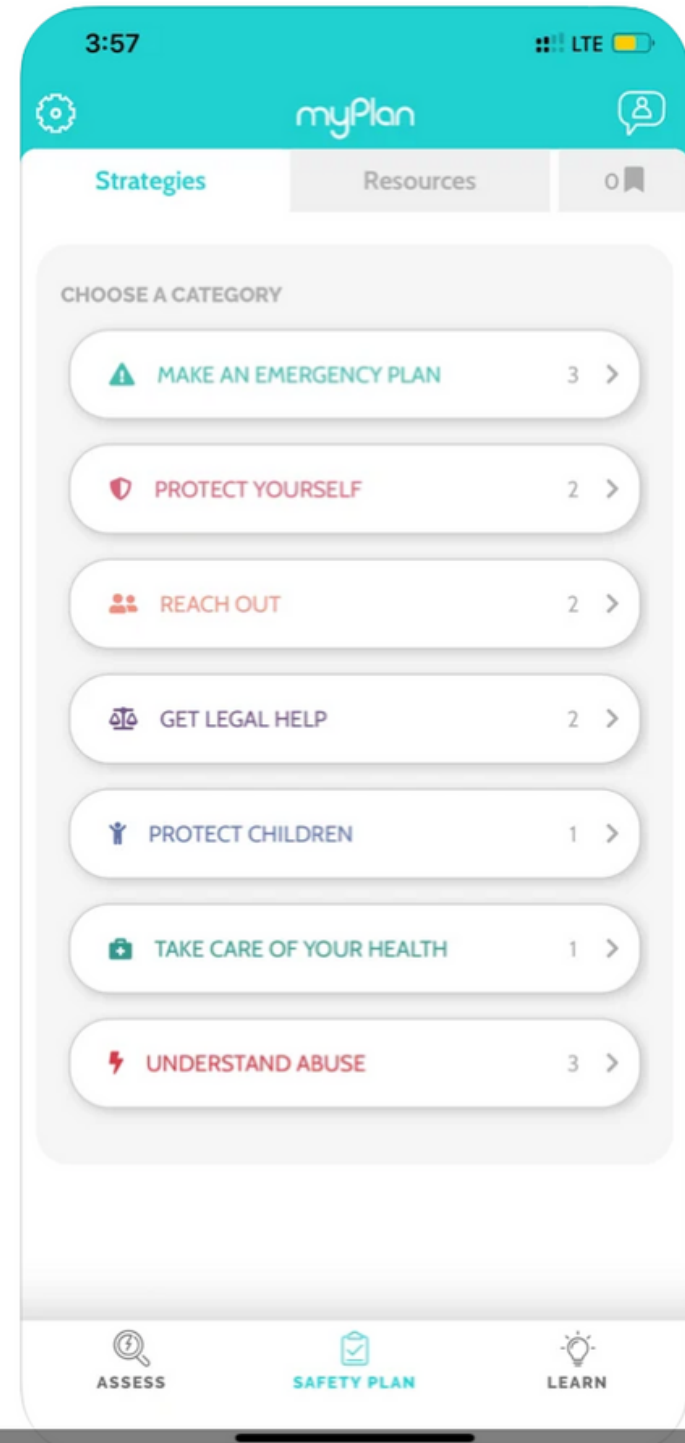 3:57
LTE
myPlan
Strategies Resources 0
CHOOSE A CATEGORY
MAKE AN EMERGENCY PLAN 3
PROTECT YOURSELF 2
REACH OUT 2
GET LEGAL HELP 2
PROTECT CHILDREN 1
TAKE CARE OF YOUR HEALTH 1
UNDERSTAND ABUSE 3
ASSESS SAFETY PLAN LEARN